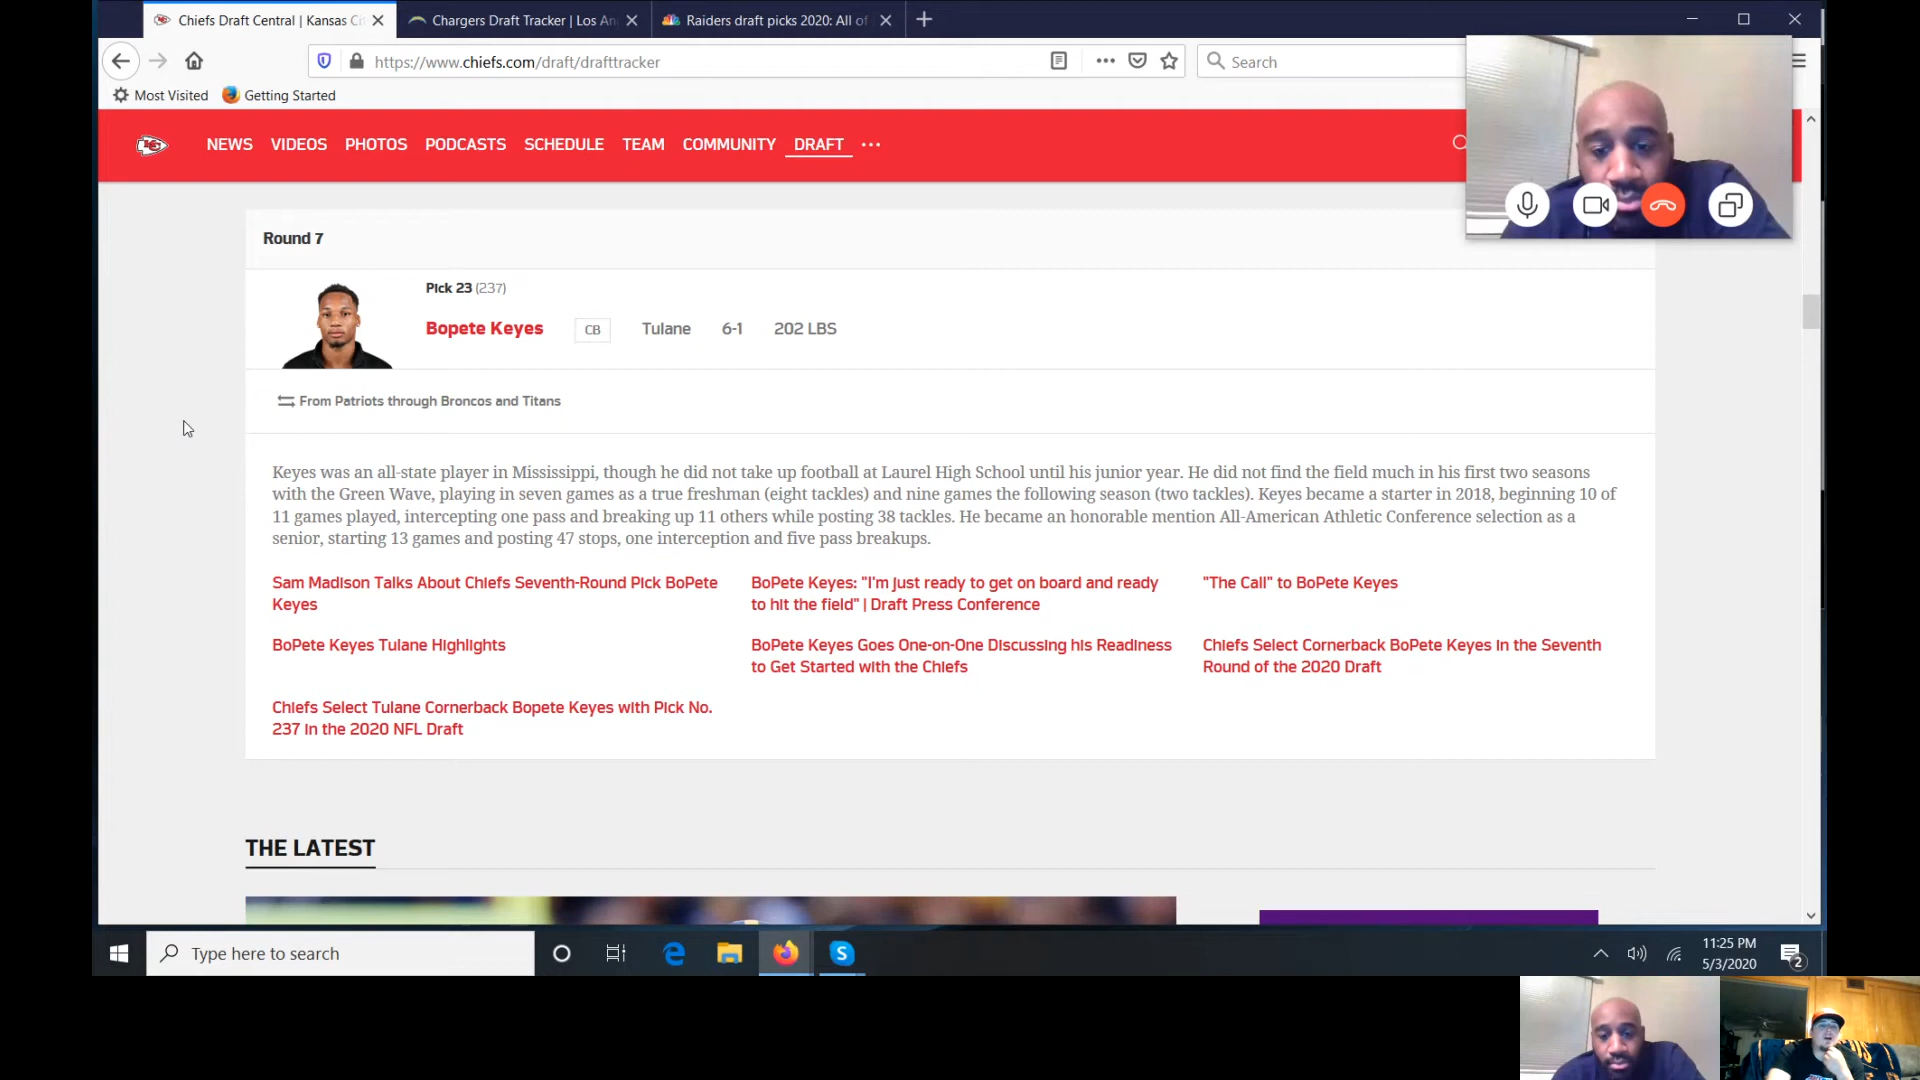 Chiefs Draft Central | Kansas Ci
Chargers Draft Tracker | Los An
Raiders draft picks 2020: All of
https://www.chiefs.com/draft/drafttracker
Search
Most Visited
Getting Started
NEWS VIDEOS PHOTOS PODCASTS SCHEDULE TEAM COMMUNITY DRAFT ...
Round 7
Pick 23 (237)
Bopete Keyes CB Tulane 6-1 202 LBS
From Patriots through Broncos and Titans
Keyes was an all-state player in Mississippi, though he did not take up football at Laurel High School until his junior year. He did not find the field much in his first two seasons
with the Green Wave, playing in seven games as a true freshman (eight tackles) and nine games the following season (two tackles). Keyes became a starter in 2018, beginning 10 of
11 games played, intercepting one pass and breaking up 11 others while posting 38 tackles. He became an honorable mention All-American Athletic Conference selection as a
senior, starting 13 games and posting 47 stops, one interception and five pass breakups.
Sam Madison Talks About Chiefs Seventh-Round Pick BoPete
Keyes
BoPete Keyes: "I'm just ready to get on board and ready
to hit the field" | Draft Press Conference
"The Call" to BoPete Keyes
BoPete Keyes Tulane Highlights
BoPete Keyes Goes One-on-One Discussing his Readiness
to Get Started with the Chiefs
Chiefs Select Cornerback BoPete Keyes in the Seventh
Round of the 2020 Draft
Chiefs Select Tulane Cornerback Bopete Keyes with Pick No.
237 in the 2020 NFL Draft
THE LATEST
Type here to search
11:25 PM
5/3/2020
2